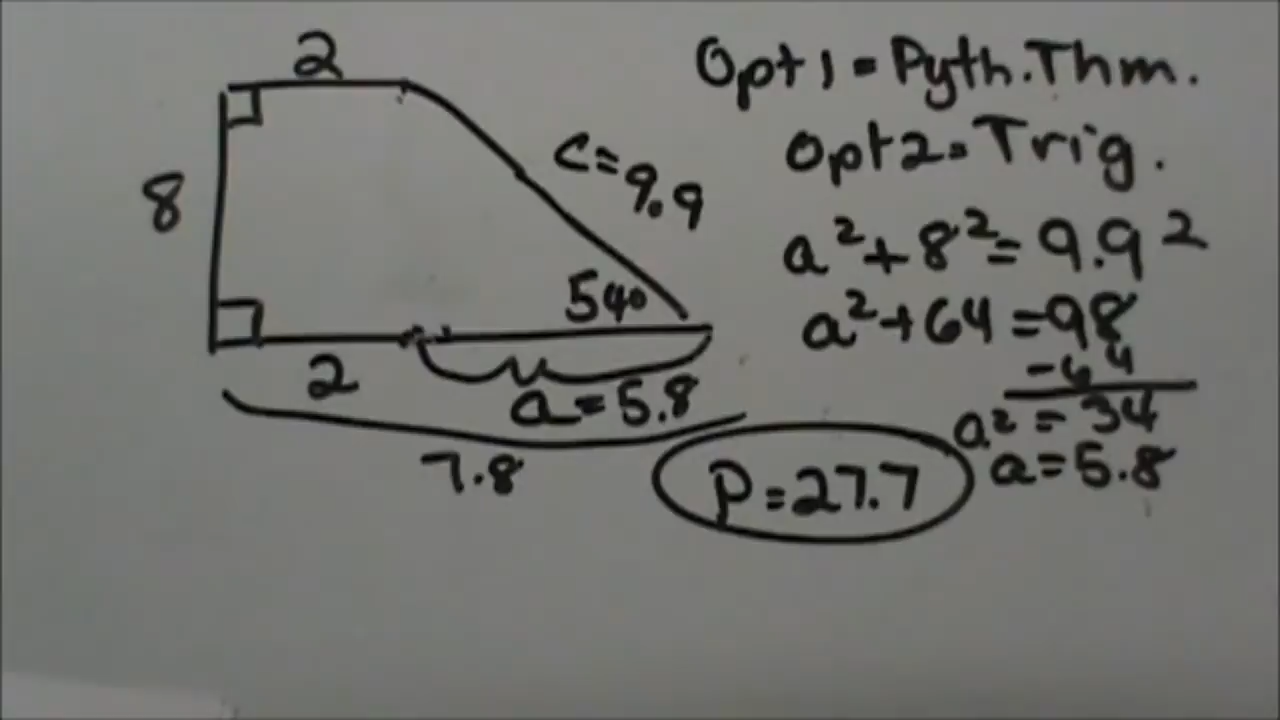 2
8
c=9.9
54°
2
a=5.8
7.8
Opt1=Pyth.Thm.
Opt2=Trig.
a²+8²=9.9²
a²+64=98
-64
a²=34
a=5.8
P=27.7